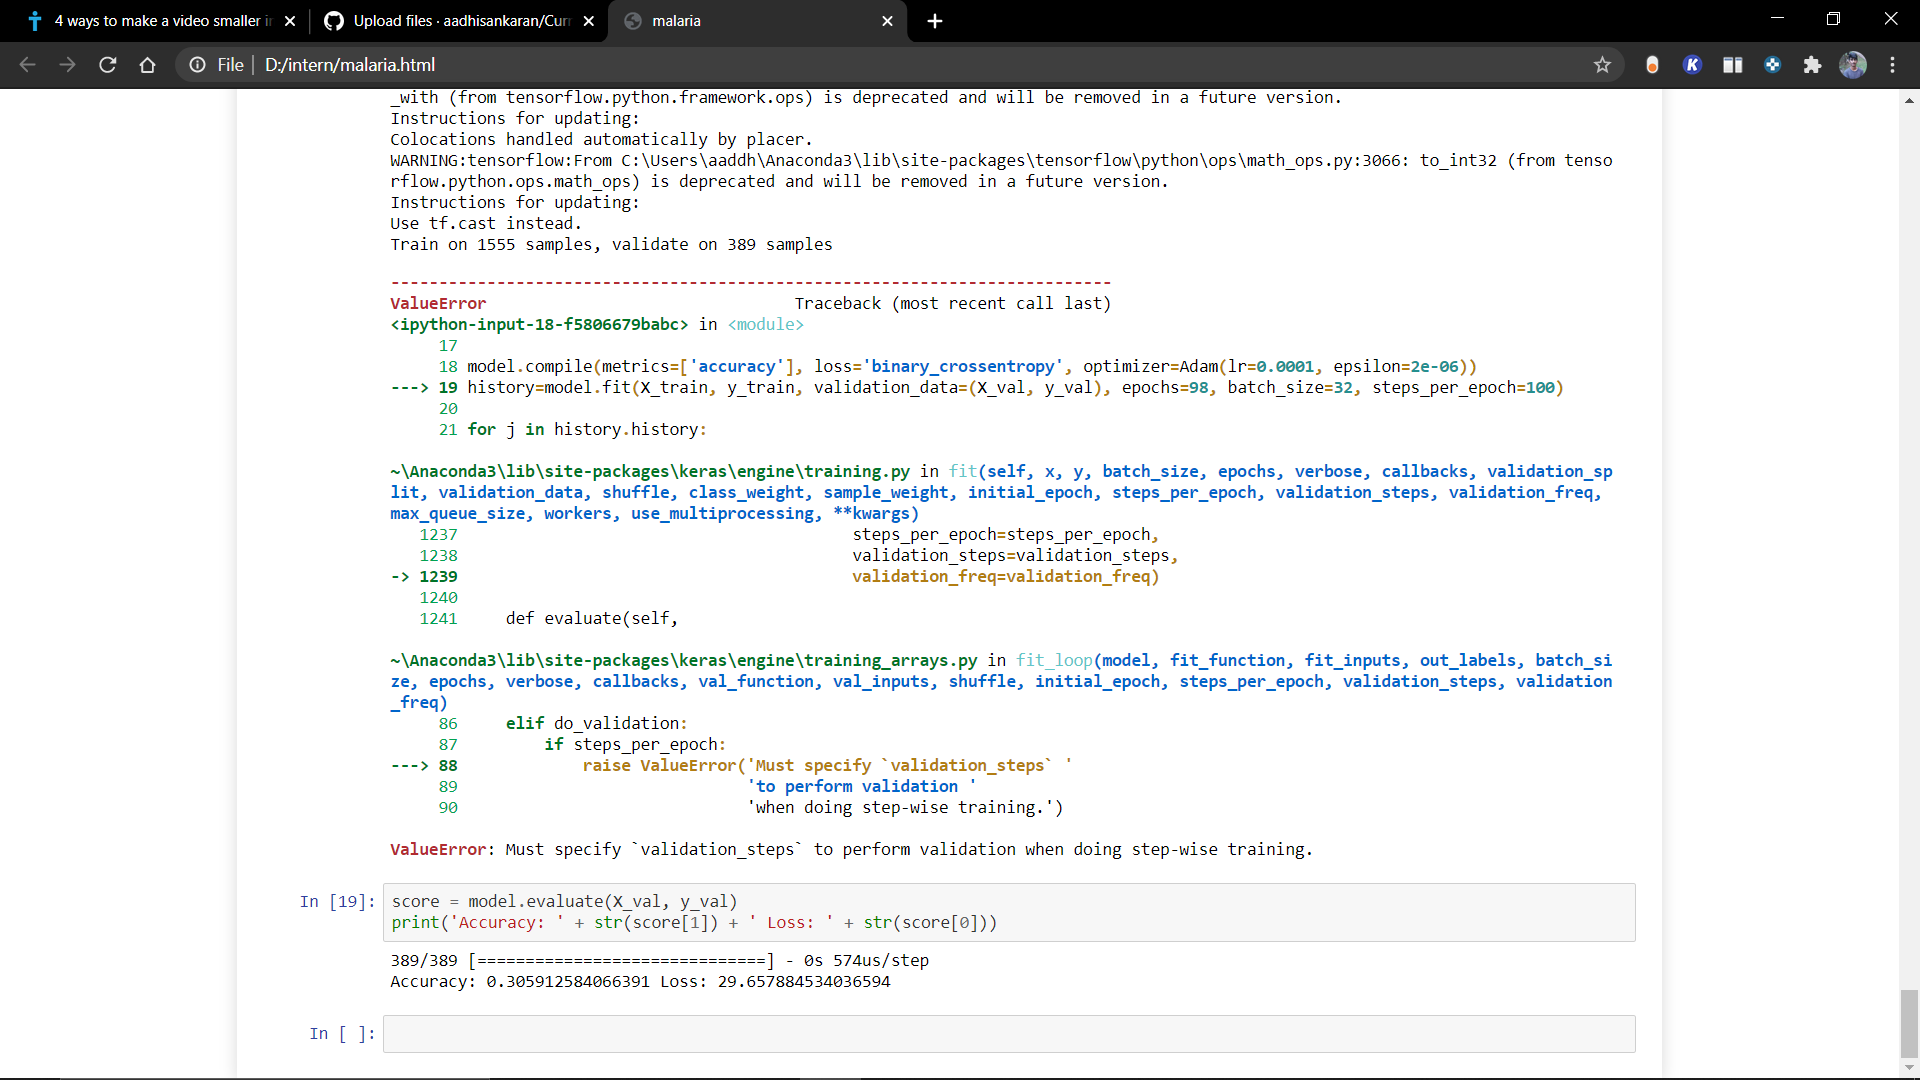 4 ways to make a video smaller in
Upload files · aadhisankaran/Curr
malaria
File
D:/intern/malaria.html
K
_with (from tensorflow.python.framework.ops) is deprecated and will be removed in a future version.
Instructions for updating:
Colocations handled automatically by placer.
WARNING:tensorflow:From C:\Users\aaddh\Anaconda3\lib\site-packages\tensorflow\python\ops\math_ops.py:3066: to_int32 (from tenso
rflow.python.ops.math_ops) is deprecated and will be removed in a future version.
Instructions for updating:
Use tf.cast instead.
Train on 1555 samples, validate on 389 samples
---------------------------------------------------------------------------
ValueError                                Traceback (most recent call last)
<ipython-input-18-f5806679babc> in <module>
     17
     18 model.compile(metrics=['accuracy'], loss='binary_crossentropy', optimizer=Adam(lr=0.0001, epsilon=2e-06))
---> 19 history=model.fit(X_train, y_train, validation_data=(X_val, y_val), epochs=98, batch_size=32, steps_per_epoch=100)
     20
     21 for j in history.history:
~\Anaconda3\lib\site-packages\keras\engine\training.py in fit(self, x, y, batch_size, epochs, verbose, callbacks, validation_sp
lit, validation_data, shuffle, class_weight, sample_weight, initial_epoch, steps_per_epoch, validation_steps, validation_freq,
max_queue_size, workers, use_multiprocessing, **kwargs)
   1237                                         steps_per_epoch=steps_per_epoch,
   1238                                         validation_steps=validation_steps,
-> 1239                                         validation_freq=validation_freq)
   1240
   1241     def evaluate(self,
~\Anaconda3\lib\site-packages\keras\engine\training_arrays.py in fit_loop(model, fit_function, fit_inputs, out_labels, batch_si
ze, epochs, verbose, callbacks, val_function, val_inputs, shuffle, initial_epoch, steps_per_epoch, validation_steps, validation
_freq)
     86     elif do_validation:
     87         if steps_per_epoch:
---> 88             raise ValueError('Must specify `validation_steps` '
     89                              'to perform validation '
     90                              'when doing step-wise training.')
ValueError: Must specify `validation_steps` to perform validation when doing step-wise training.
In [19]: score = model.evaluate(X_val, y_val)
print('Accuracy: ' + str(score[1]) + ' Loss: ' + str(score[0]))
389/389 [==============================] - 0s 574us/step
Accuracy: 0.305912584066391 Loss: 29.657884534036594
In [ ]: